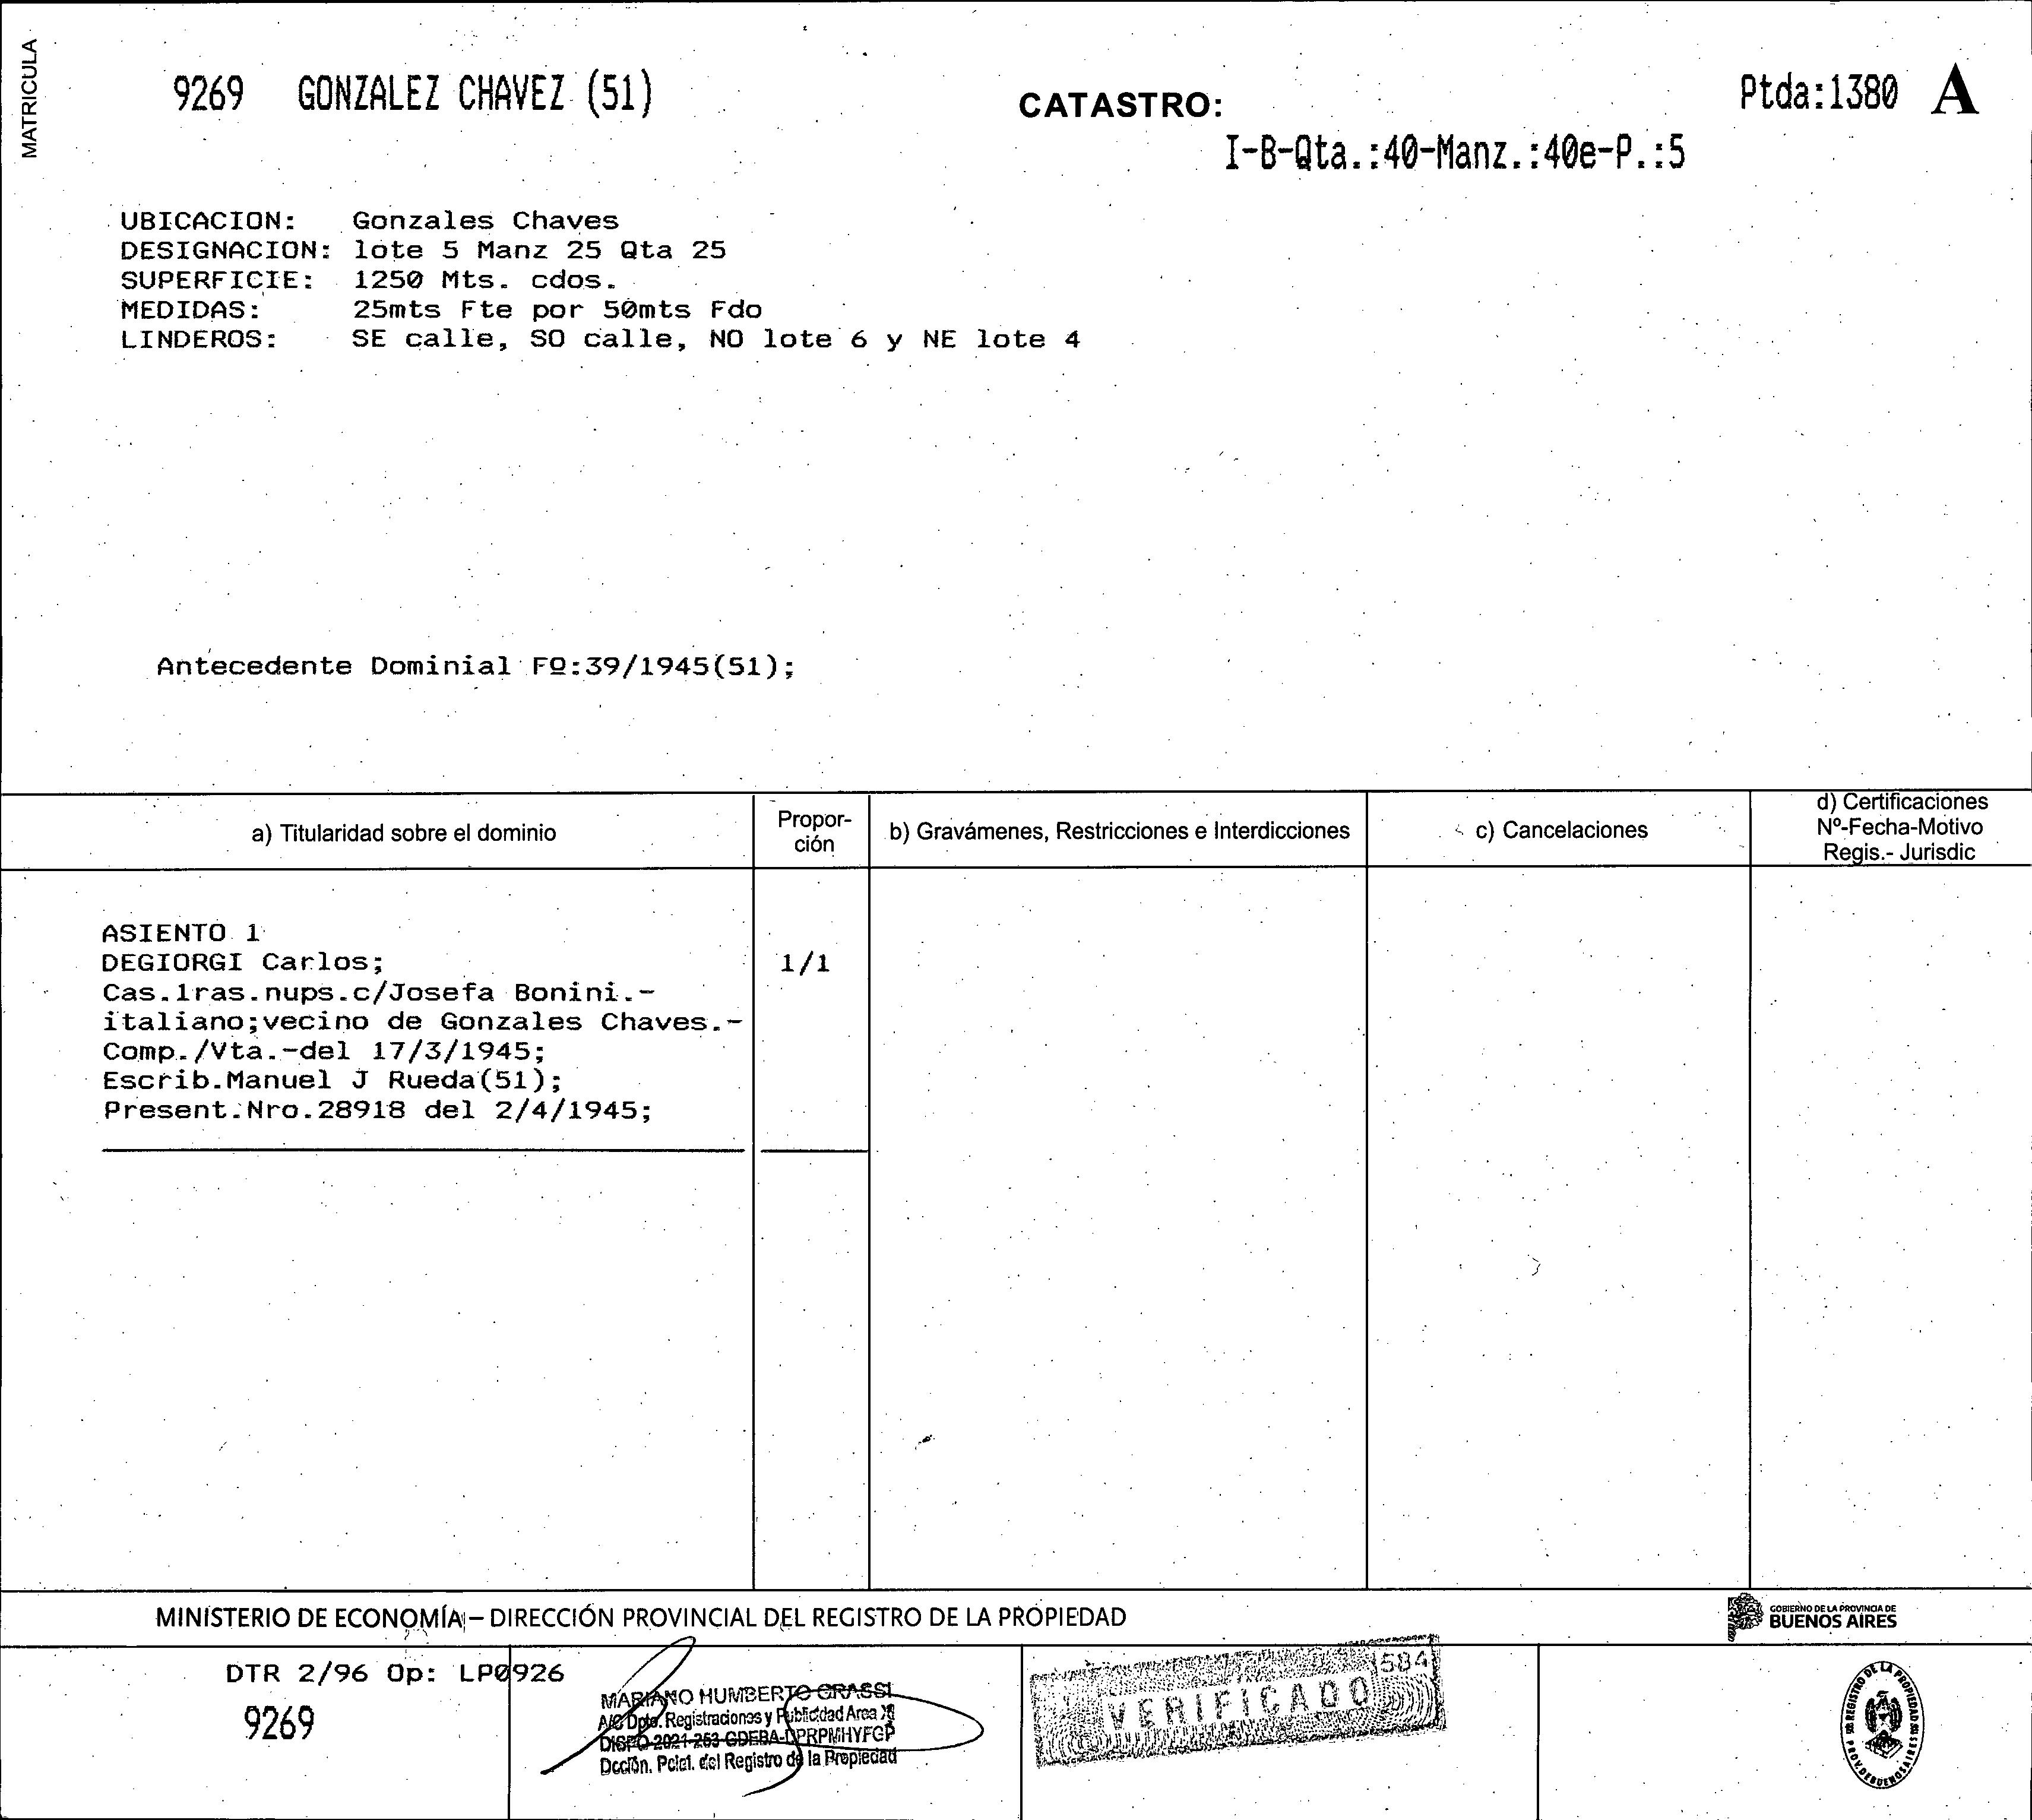 MATRICULA
9269 GONZALEZ CHAVEZ (51)
CATASTRO:
Ptda:1380 A
I-B-Qta.:40-Manz.:40e-P.:5
UBICACION: Gonzales Chaves
DESIGNACION: lote 5 Manz 25 Qta 25
SUPERFICIE: 1250 Mts. cdos.
MEDIDAS: 25mts Fte por 50mts Fdo
LINDEROS: SE calle, SO calle, NO lote 6 y NE lote 4
Antecedente Dominial Fº:39/1945(51);
a) Titularidad sobre el dominio
Propor-
ción
b) Gravámenes, Restricciones e Interdicciones
c) Cancelaciones
d) Certificaciones
Nº-Fecha-Motivo
Regis.- Jurisdic
ASIENTO 1
DEGIORGI Carlos;
1/1
Cas.1ras.nups.c/Josefa Bonini.-
italiano;vecino de Gonzales Chaves.-
Comp./Vta.-del 17/3/1945;
Escrib.Manuel J Rueda(51);
Present.Nro.28918 del 2/4/1945;
MINISTERIO DE ECONOMÍA – DIRECCIÓN PROVINCIAL DEL REGISTRO DE LA PROPIEDAD
GOBIERNO DE LA PROVINCIA DE
BUENOS AIRES
DTR 2/96 Op: LP0926
9269
MARIANO HUMBERTO GRASSI
A/C Dpto. Registraciones y Publicidad Area XI
DISPO-2021-253-GDEBA-DPRPMHYFGP
Dcción. Pcial. del Registro de la Propiedad
584
VERIFICADO
REGISTRO DE LA PROPIEDAD
PROV. DE BUENOS AIRES